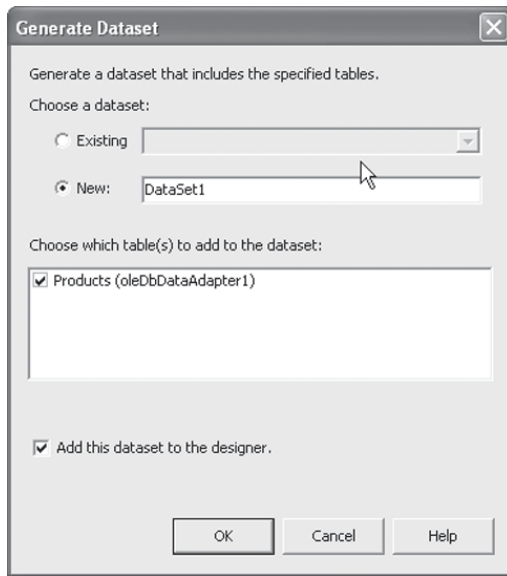 Generate Dataset
Generate a dataset that includes the specified tables.
Choose a dataset:
Existing
New:
DataSet1
Choose which table(s) to add to the dataset:
Products (oleDbDataAdapter1)
Add this dataset to the designer.
OK
Cancel
Help